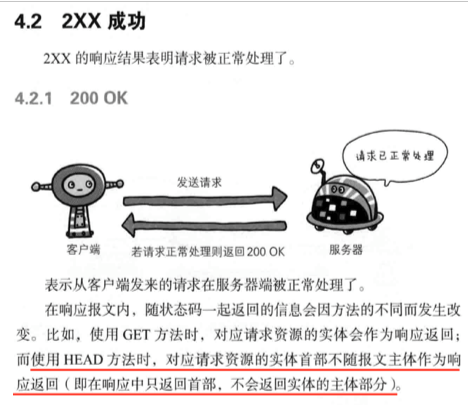 4.2 2XX 成功
2XX 的响应结果表明请求被正常处理了。
4.2.1 200 OK
请求已正常处理
发送请求
客户端
若请求正常处理则返回 200 OK
服务器
表示从客户端发来的请求在服务器端被正常处理了。
在响应报文内，随状态码一起返回的信息会因方法的不同而发生改
变。比如，使用 GET 方法时，对应请求资源的实体会作为响应返回；
而使用 HEAD 方法时，对应请求资源的实体首部不随报文主体作为响
应返回（即在响应中只返回首部，不会返回实体的主体部分）。